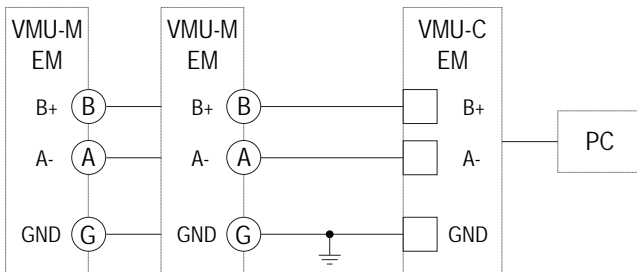 VMU-M VMU-M VMU-C
EM EM EM
B+ B B+ B B+
PC
A- A A- A A-
GND G GND G GND